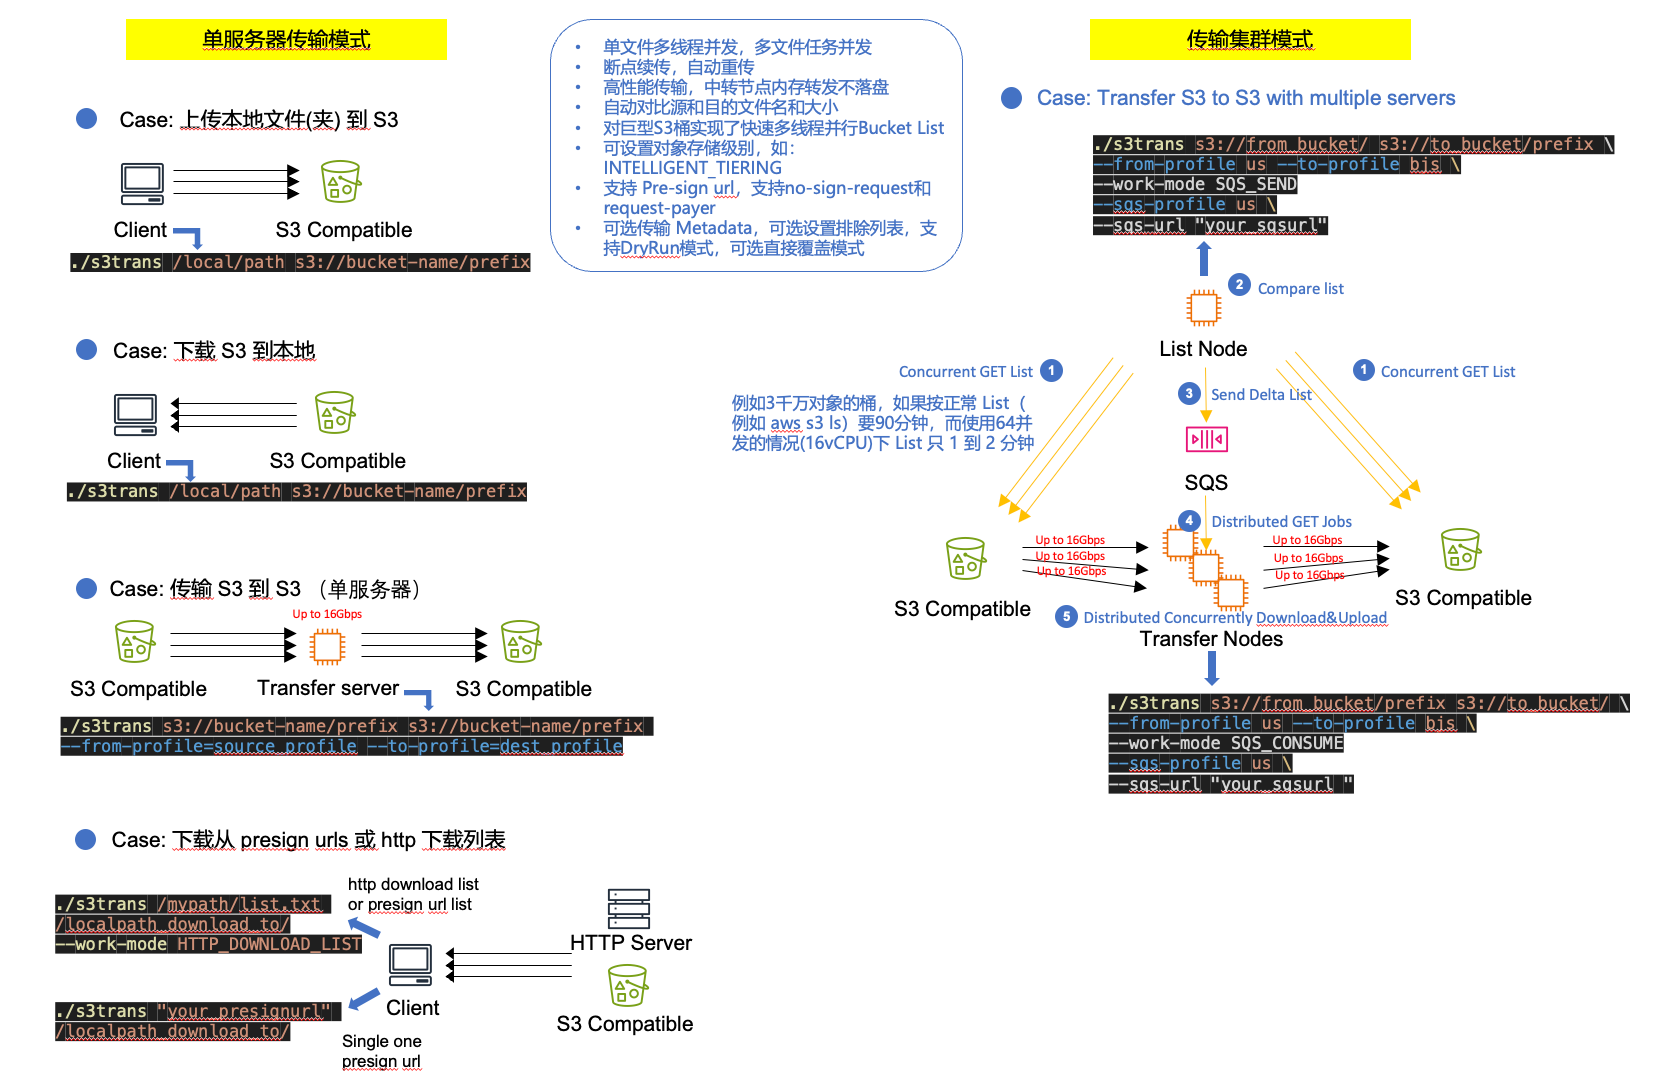 单服务器传输模式
Case: 上传本地文件(夹) 到 S3
Client
S3 Compatible
./s3trans /local/path s3://bucket-name/prefix
Case: 下载 S3 到本地
Client
S3 Compatible
./s3trans /local/path s3://bucket-name/prefix
Case: 传输 S3 到 S3 （单服务器）
Up to 16Gbps
S3 Compatible
Transfer server
S3 Compatible
./s3trans s3://bucket-name/prefix s3://bucket-name/prefix
--from-profile=source_profile --to-profile=dest_profile
Case: 下载从 presign urls 或 http 下载列表
http download list
or presign url list
./s3trans /mypath/list.txt
/localpath_download_to/
--work-mode HTTP_DOWNLOAD_LIST
HTTP Server
Client
S3 Compatible
./s3trans "your_presignurl"
/localpath_download_to/
Single one
presign url
• 单文件多线程并发，多文件任务并发
• 断点续传，自动重传
• 高性能传输，中转节点内存转发不落盘
• 自动对比源和目的文件名和大小
• 对巨型S3桶实现了快速多线程并行Bucket List
• 可设置对象存储级别，如：
INTELLIGENT_TIERING
• 支持 Pre-sign url，支持no-sign-request和
request-payer
• 可选传输 Metadata，可选设置排除列表，支
持DryRun模式，可选直接覆盖模式
传输集群模式
Case: Transfer S3 to S3 with multiple servers
./s3trans s3://from_bucket/ s3://to_bucket/prefix \
--from-profile us --to-profile bjs \
--work-mode SQS_SEND
--sqs-profile us \
--sqs-url "your_sqsurl"
2 Compare list
List Node
Concurrent GET List 1
1 Concurrent GET List
3 Send Delta List
例如3千万对象的桶，如果按正常 List（
例如 aws s3 ls）要90分钟，而使用64并
发的情况(16vCPU)下 List 只 1 到 2 分钟
SQS
4 Distributed GET Jobs
Up to 16Gbps
Up to 16Gbps
Up to 16Gbps
Up to 16Gbps
Up to 16Gbps
Up to 16Gbps
S3 Compatible
S3 Compatible
5 Distributed Concurrently Download&Upload
Transfer Nodes
./s3trans s3://from_bucket/prefix s3://to_bucket/ \
--from-profile us --to-profile bjs \
--work-mode SQS_CONSUME
--sqs-profile us \
--sqs-url "your_sqsurl "